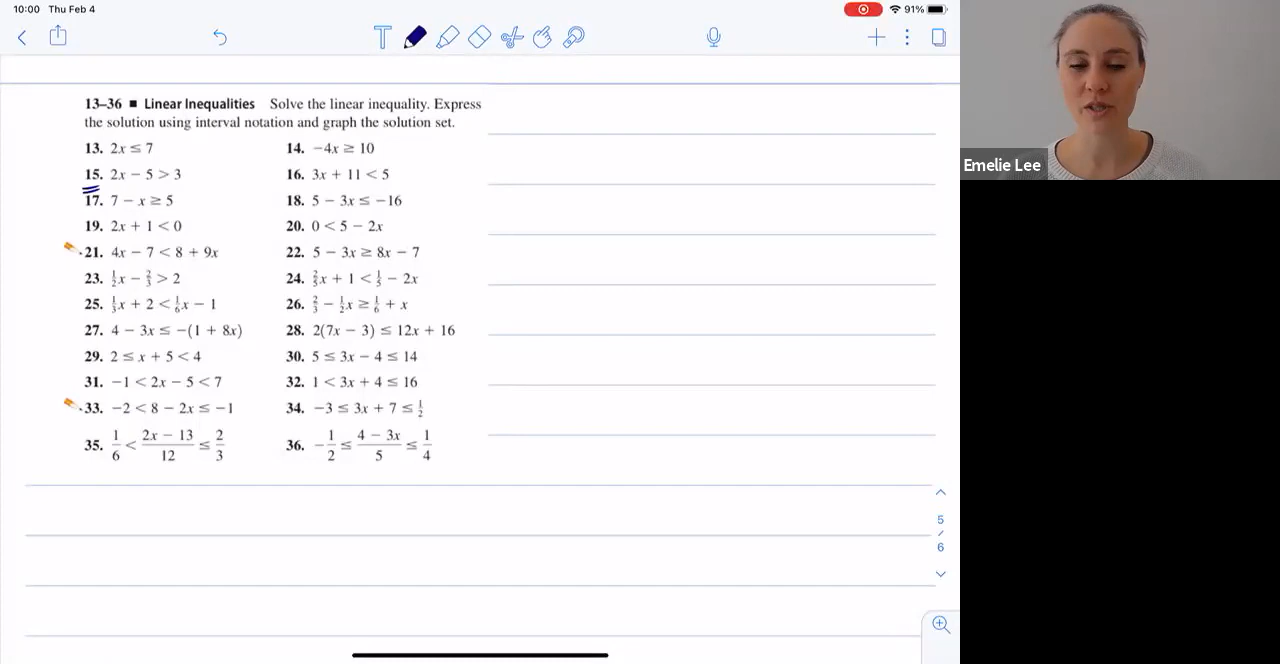 10:00 Thu Feb 4
91%
T
13–36 ■ Linear Inequalities Solve the linear inequality. Express
the solution using interval notation and graph the solution set.
13. 2x ≤ 7
14. −4x ≥ 10
15. 2x − 5 > 3
16. 3x + 11 < 5
17. 7 − x ≥ 5
18. 5 − 3x ≤ −16
19. 2x + 1 < 0
20. 0 < 5 − 2x
21. 4x − 7 < 8 + 9x
22. 5 − 3x ≥ 8x − 7
23. 1/2x − 2/3 > 2
24. 2/5x + 1 < 1/5 − 2x
25. 1/3x + 2 < 1/6x − 1
26. 2/3 − 1/2x ≥ 1/6 + x
27. 4 − 3x ≤ −(1 + 8x)
28. 2(7x − 3) ≤ 12x + 16
29. 2 ≤ x + 5 < 4
30. 5 ≤ 3x − 4 ≤ 14
31. −1 < 2x − 5 < 7
32. 1 < 3x + 4 ≤ 16
33. −2 < 8 − 2x ≤ −1
34. −3 ≤ 3x + 7 ≤ 1/2
35. 1/6 < (2x − 13)/12 ≤ 2/3
36. −1/2 ≤ (4 − 3x)/5 ≤ 1/4
5
/
6
Emelie Lee